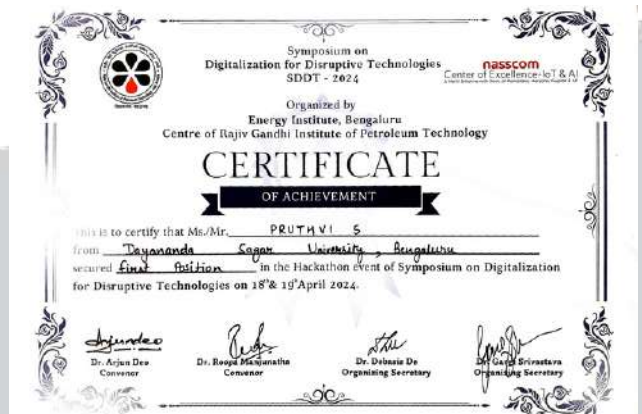 Symposium on
Digitalization for Disruptive Technologies
SDDT - 2024
nasscom
Center of Excellence-IoT & AI
Organized by
Energy Institute, Bengaluru
Centre of Rajiv Gandhi Institute of Petroleum Technology
CERTIFICATE
OF ACHIEVEMENT
This is to certify that Ms./Mr. PRUTHVI S
from Dayananda Sagar University, Bengaluru
secured First Position in the Hackathon event of Symposium on Digitalization
for Disruptive Technologies on 18th& 19thApril 2024.
Arjundeo
Dr. Arjun Deo
Convenor
Dr. Roopa Manjunatha
Convenor
Dr. Debasis De
Organizing Secretary
Dr. Gargi Srivastava
Organizing Secretary